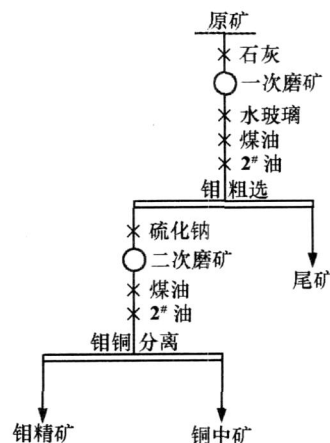 原矿
石灰
一次磨矿
水玻璃
煤油
2# 油
钼粗选
硫化钠
尾矿
二次磨矿
煤油
2# 油
钼铜分离
钼精矿
铜中矿